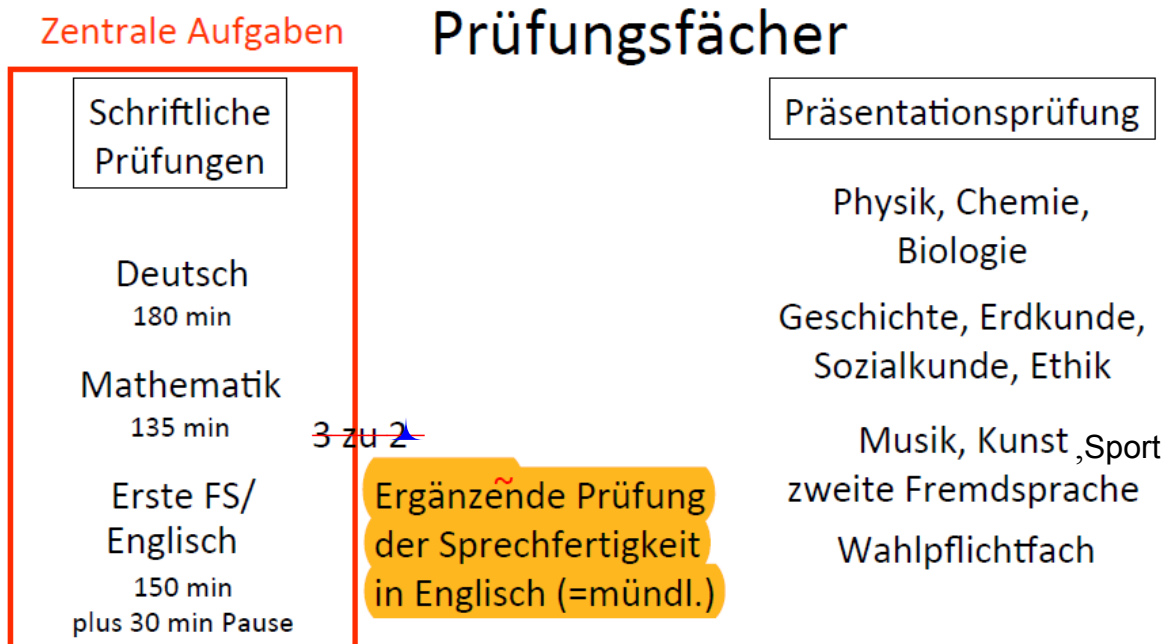 Zentrale Aufgaben
Prüfungsfächer
Schriftliche
Prüfungen
Deutsch
180 min
Mathematik
135 min
Erste FS/
Englisch
150 min
plus 30 min Pause
3 zu 2
Ergänzende Prüfung
der Sprechfertigkeit
in Englisch (=mündl.)
Präsentationsprüfung
Physik, Chemie,
Biologie
Geschichte, Erdkunde,
Sozialkunde, Ethik
Musik, Kunst ,Sport
zweite Fremdsprache
Wahlpflichtfach